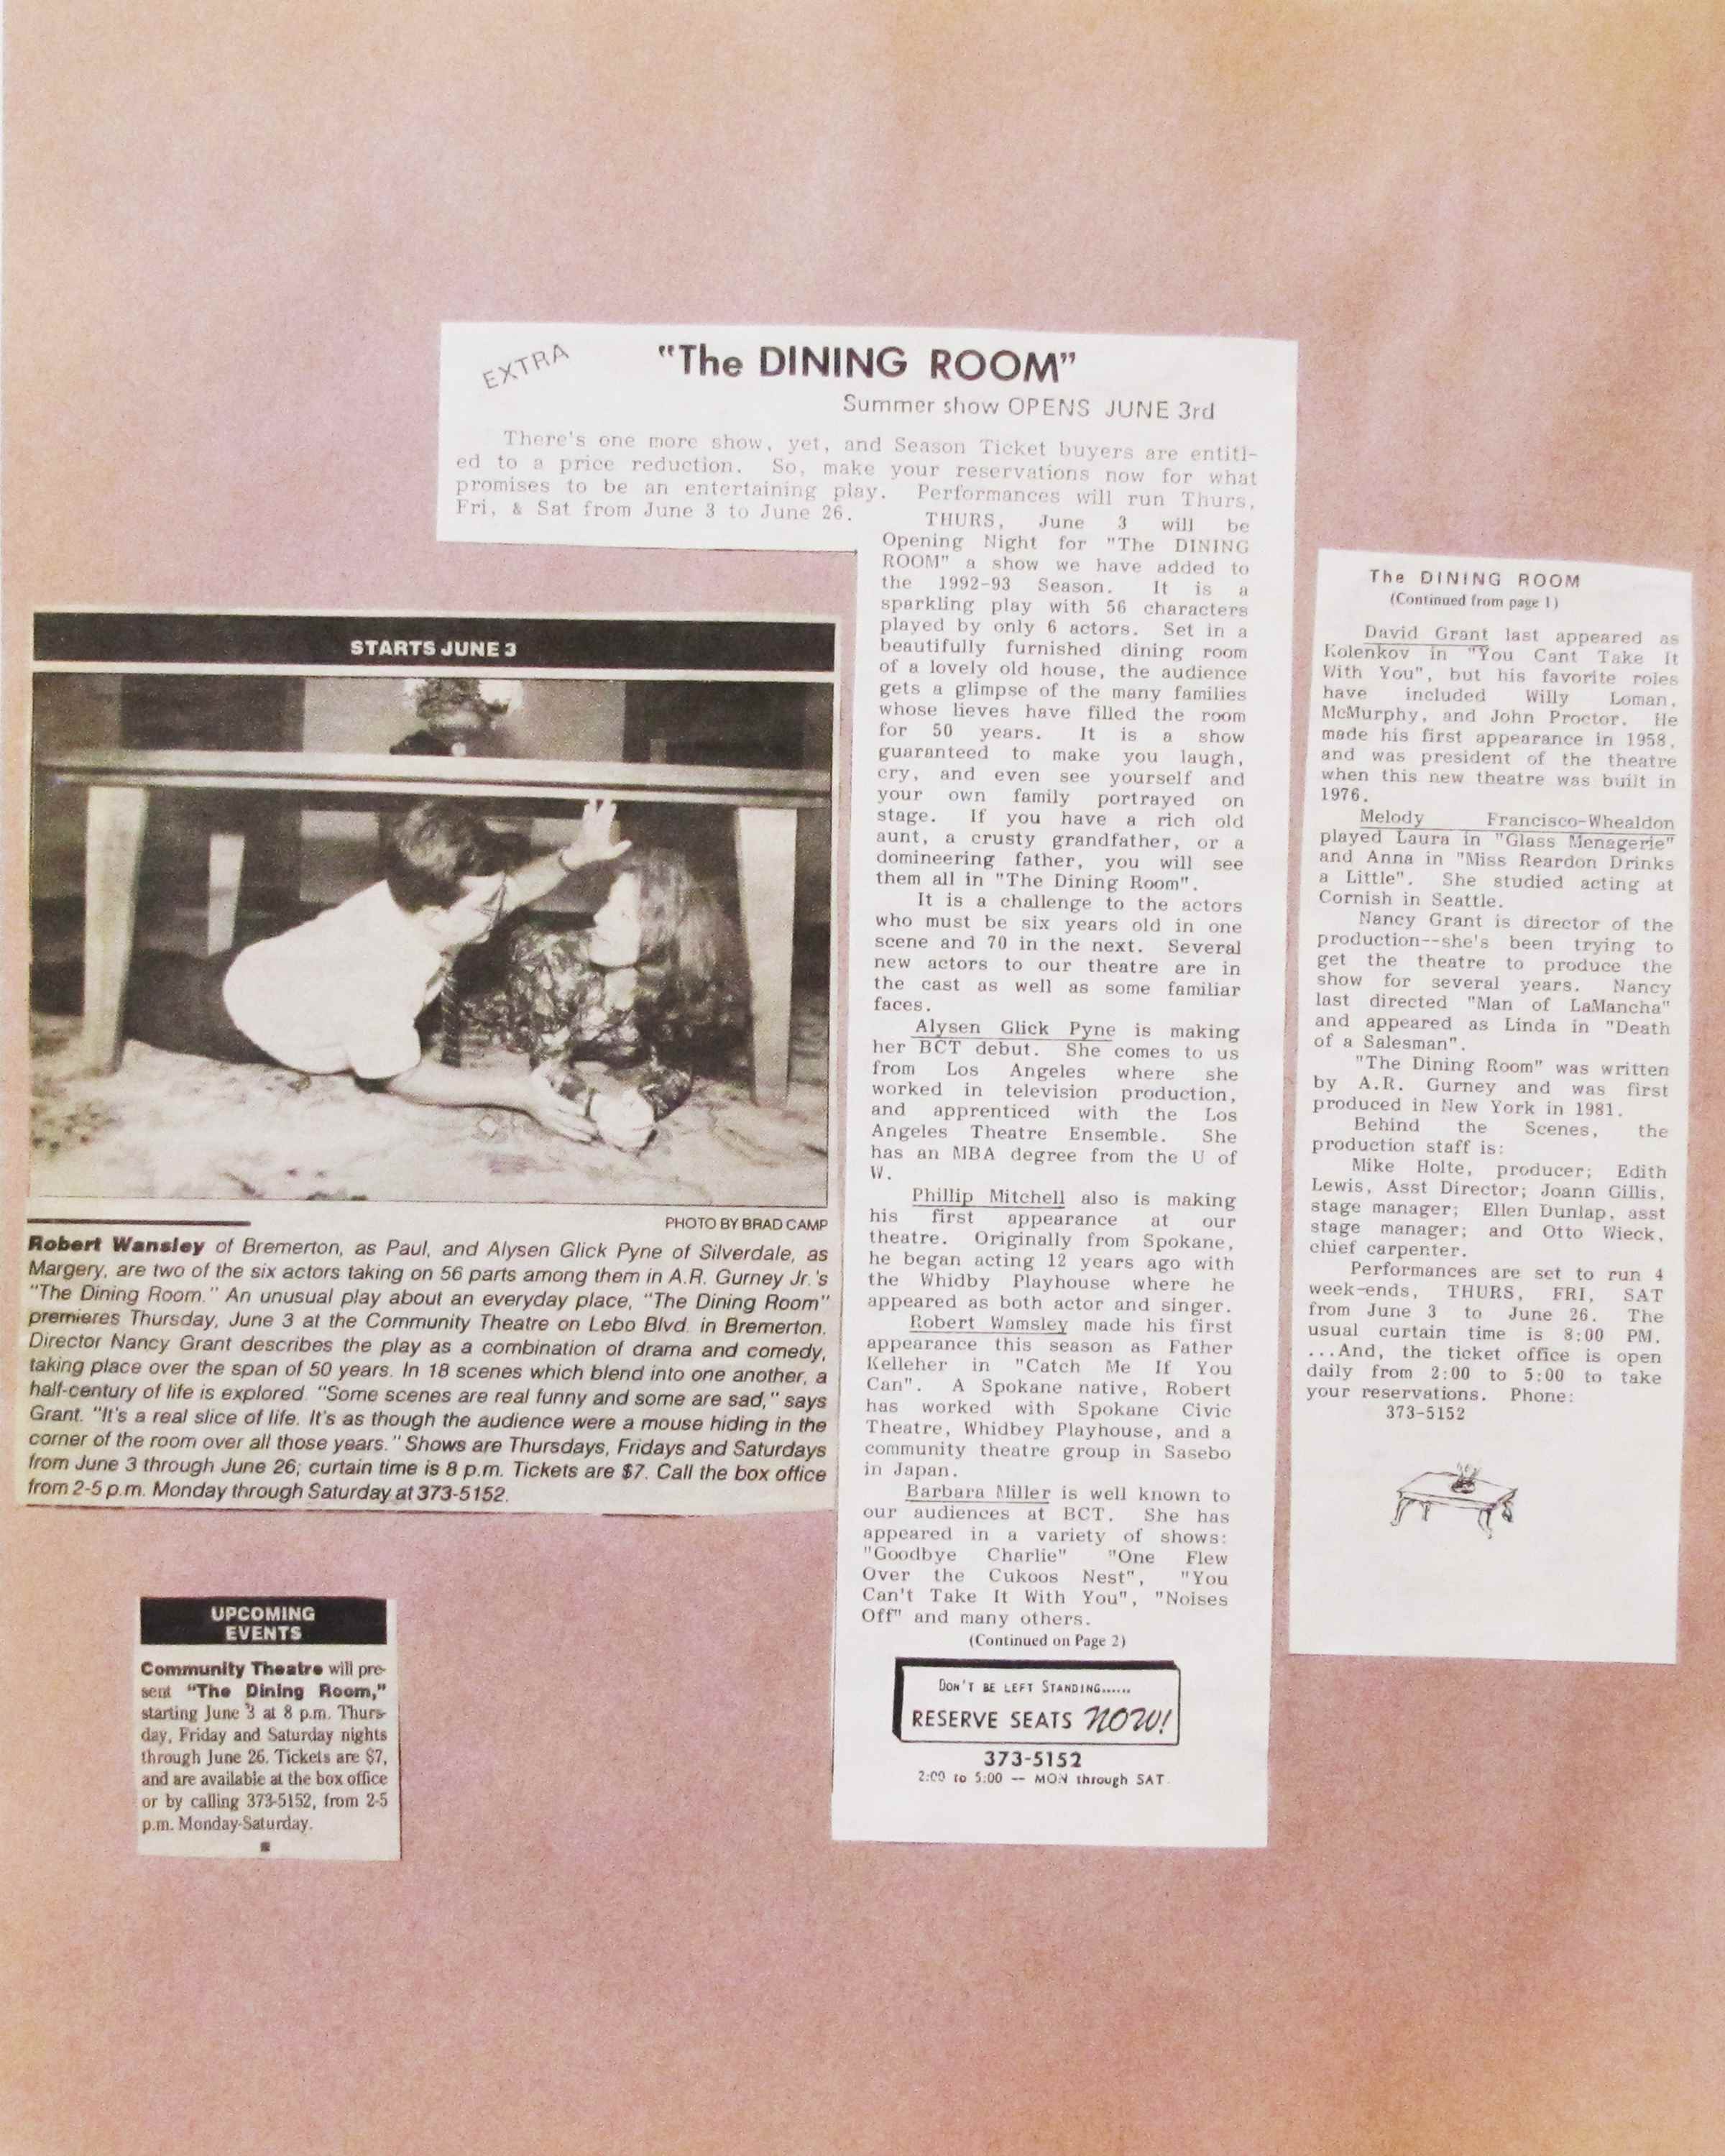 EXTRA
"The DINING ROOM"
Summer show OPENS JUNE 3rd
There's one more show, yet, and Season Ticket buyers are entitl-
ed to a price reduction. So, make your reservations now for what
promises to be an entertaining play. Performances will run Thurs,
Fri, & Sat from June 3 to June 26.
THURS, June 3 will be
Opening Night for "The DINING
ROOM" a show we have added to
the 1992-93 Season. It is a
sparkling play with 56 characters
played by only 6 actors. Set in a
beautifully furnished dining room
of a lovely old house, the audience
gets a glimpse of the many families
whose lieves have filled the room
for 50 years. It is a show
guaranteed to make you laugh,
cry, and even see yourself and
your own family portrayed on
stage. If you have a rich old
aunt, a crusty grandfather, or a
domineering father, you will see
them all in "The Dining Room".
It is a challenge to the actors
who must be six years old in one
scene and 70 in the next. Several
new actors to our theatre are in
the cast as well as some familiar
faces.
Alysen Glick Pyne is making
her BCT debut. She comes to us
from Los Angeles where she
worked in television production,
and apprenticed with the Los
Angeles Theatre Ensemble. She
has an MBA degree from the U of
W.
Phillip Mitchell also is making
his first appearance at our
theatre. Originally from Spokane,
he began acting 12 years ago with
the Whidby Playhouse where he
appeared as both actor and singer.
Robert Wamsley made his first
appearance this season as Father
Kelleher in "Catch Me If You
Can". A Spokane native, Robert
has worked with Spokane Civic
Theatre, Whidbey Playhouse, and a
community theatre group in Sasebo
in Japan.
Barbara Miller is well known to
our audiences at BCT. She has
appeared in a variety of shows:
"Goodbye Charlie" "One Flew
Over the Cukoos Nest", "You
Can't Take It With You", "Noises
Off" and many others.
(Continued on Page 2)
DON'T BE LEFT STANDING......
RESERVE SEATS NOW!
373-5152
2:00 to 5:00 -- MON through SAT
The DINING ROOM
(Continued from page 1)
David Grant last appeared as
Kolenkov in "You Cant Take It
With You", but his favorite roles
have included Willy Loman,
McMurphy, and John Proctor. He
made his first appearance in 1958,
and was president of the theatre
when this new theatre was built in
1976.
Melody Francisco-Whealdon
played Laura in "Glass Menagerie"
and Anna in "Miss Reardon Drinks
a Little". She studied acting at
Cornish in Seattle.
Nancy Grant is director of the
production--she's been trying to
get the theatre to produce the
show for several years. Nancy
last directed "Man of LaMancha"
and appeared as Linda in "Death
of a Salesman".
"The Dining Room" was written
by A.R. Gurney and was first
produced in New York in 1981.
Behind the Scenes, the
production staff is:
Mike Holte, producer; Edith
Lewis, Asst Director; Joann Gillis,
stage manager; Ellen Dunlap, asst
stage manager; and Otto Wieck,
chief carpenter.
Performances are set to run 4
week-ends, THURS, FRI, SAT
from June 3 to June 26. The
usual curtain time is 8:00 PM.
...And, the ticket office is open
daily from 2:00 to 5:00 to take
your reservations. Phone:
373-5152
STARTS JUNE 3
PHOTO BY BRAD CAMP
Robert Wansley of Bremerton, as Paul, and Alysen Glick Pyne of Silverdale, as
Margery, are two of the six actors taking on 56 parts among them in A.R. Gurney Jr.'s
"The Dining Room." An unusual play about an everyday place, "The Dining Room"
premieres Thursday, June 3 at the Community Theatre on Lebo Blvd. in Bremerton.
Director Nancy Grant describes the play as a combination of drama and comedy,
taking place over the span of 50 years. In 18 scenes which blend into one another, a
half-century of life is explored. "Some scenes are real funny and some are sad," says
Grant. "It's a real slice of life. It's as though the audience were a mouse hiding in the
corner of the room over all those years." Shows are Thursdays, Fridays and Saturdays
from June 3 through June 26; curtain time is 8 p.m. Tickets are $7. Call the box office
from 2-5 p.m. Monday through Saturday at 373-5152.
UPCOMING
EVENTS
Community Theatre will pre-
sent "The Dining Room,"
starting June 3 at 8 p.m. Thurs-
day, Friday and Saturday nights
through June 26. Tickets are $7,
and are available at the box office
or by calling 373-5152, from 2-5
p.m. Monday-Saturday.